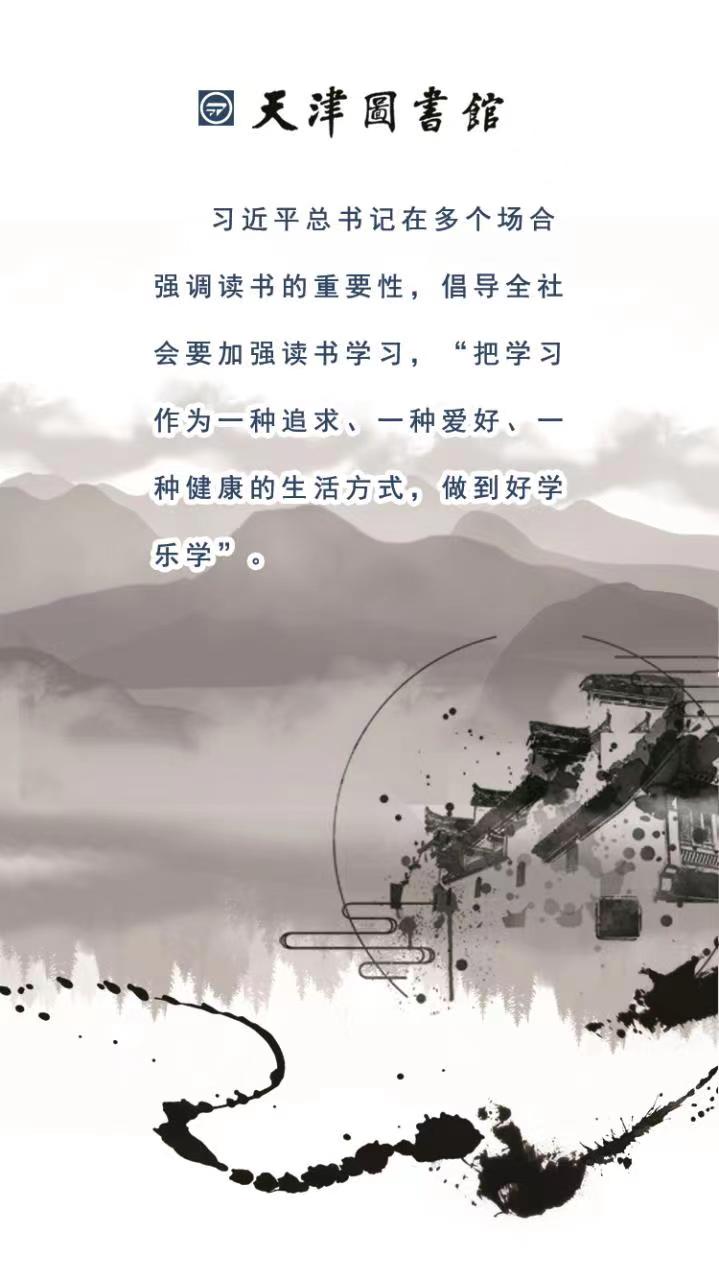 天津圖書館
习近平总书记在多个场合
强调读书的重要性，倡导全社
会要加强读书学习，“把学习
作为一种追求、一种爱好、一
种健康的生活方式，做到好学
乐学”。